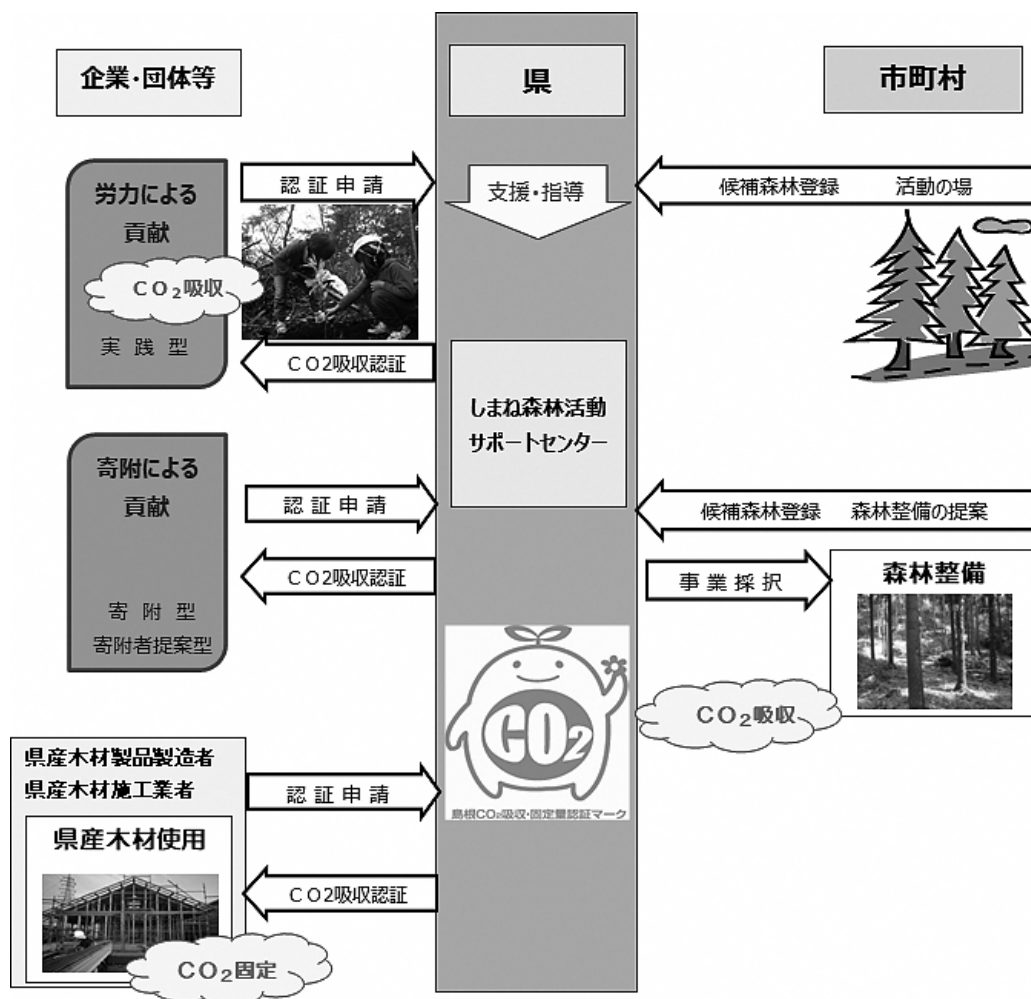 企業・団体等
県
市町村
労力による
貢献
CO₂吸収
実 践 型
認 証 申 請
CO2吸収認証
支援・指導
候補森林登録　活動の場
しまね森林活動
サポートセンター
寄附による
貢献
寄 附 型
寄附者提案型
認 証 申 請
CO2吸収認証
候補森林登録　森林整備の提案
事 業 採 択
森林整備
CO₂吸収
CO2
島根CO₂吸収・固定量認証マーク
県産木材製品製造者
県産木材施工業者
県産木材使用
CO₂固定
認 証 申 請
CO2吸収認証